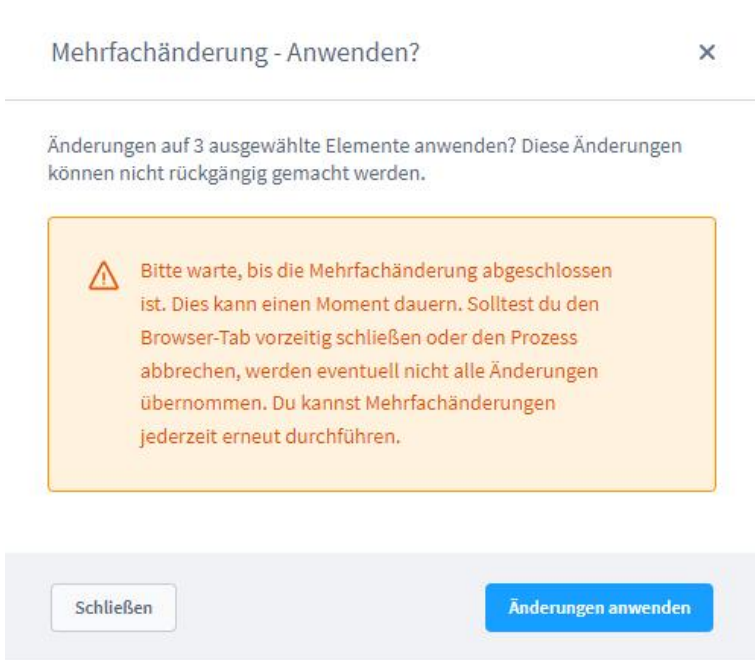 Mehrfachänderung - Anwenden?
Änderungen auf 3 ausgewählte Elemente anwenden? Diese Änderungen
können nicht rückgängig gemacht werden.
Bitte warte, bis die Mehrfachänderung abgeschlossen
ist. Dies kann einen Moment dauern. Solltest du den
Browser-Tab vorzeitig schließen oder den Prozess
abbrechen, werden eventuell nicht alle Änderungen
übernommen. Du kannst Mehrfachänderungen
jederzeit erneut durchführen.
Schließen
Änderungen anwenden